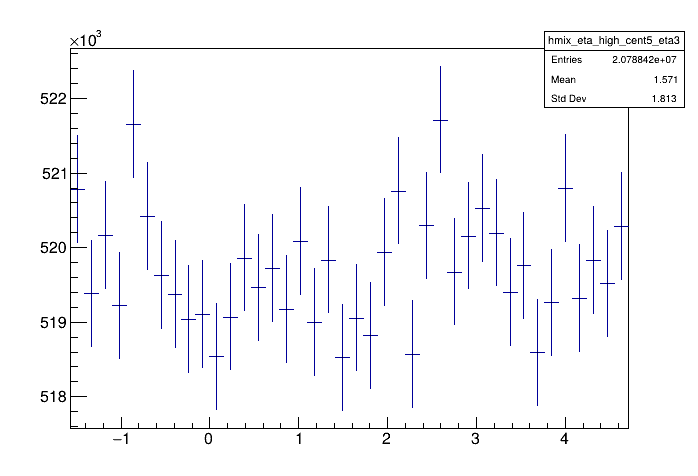 ×10³
hmix_eta_high_cent5_eta3
Entries 2.078842e+07
Mean 1.571
Std Dev 1.813
522
521
520
519
518
−1 0 1 2 3 4